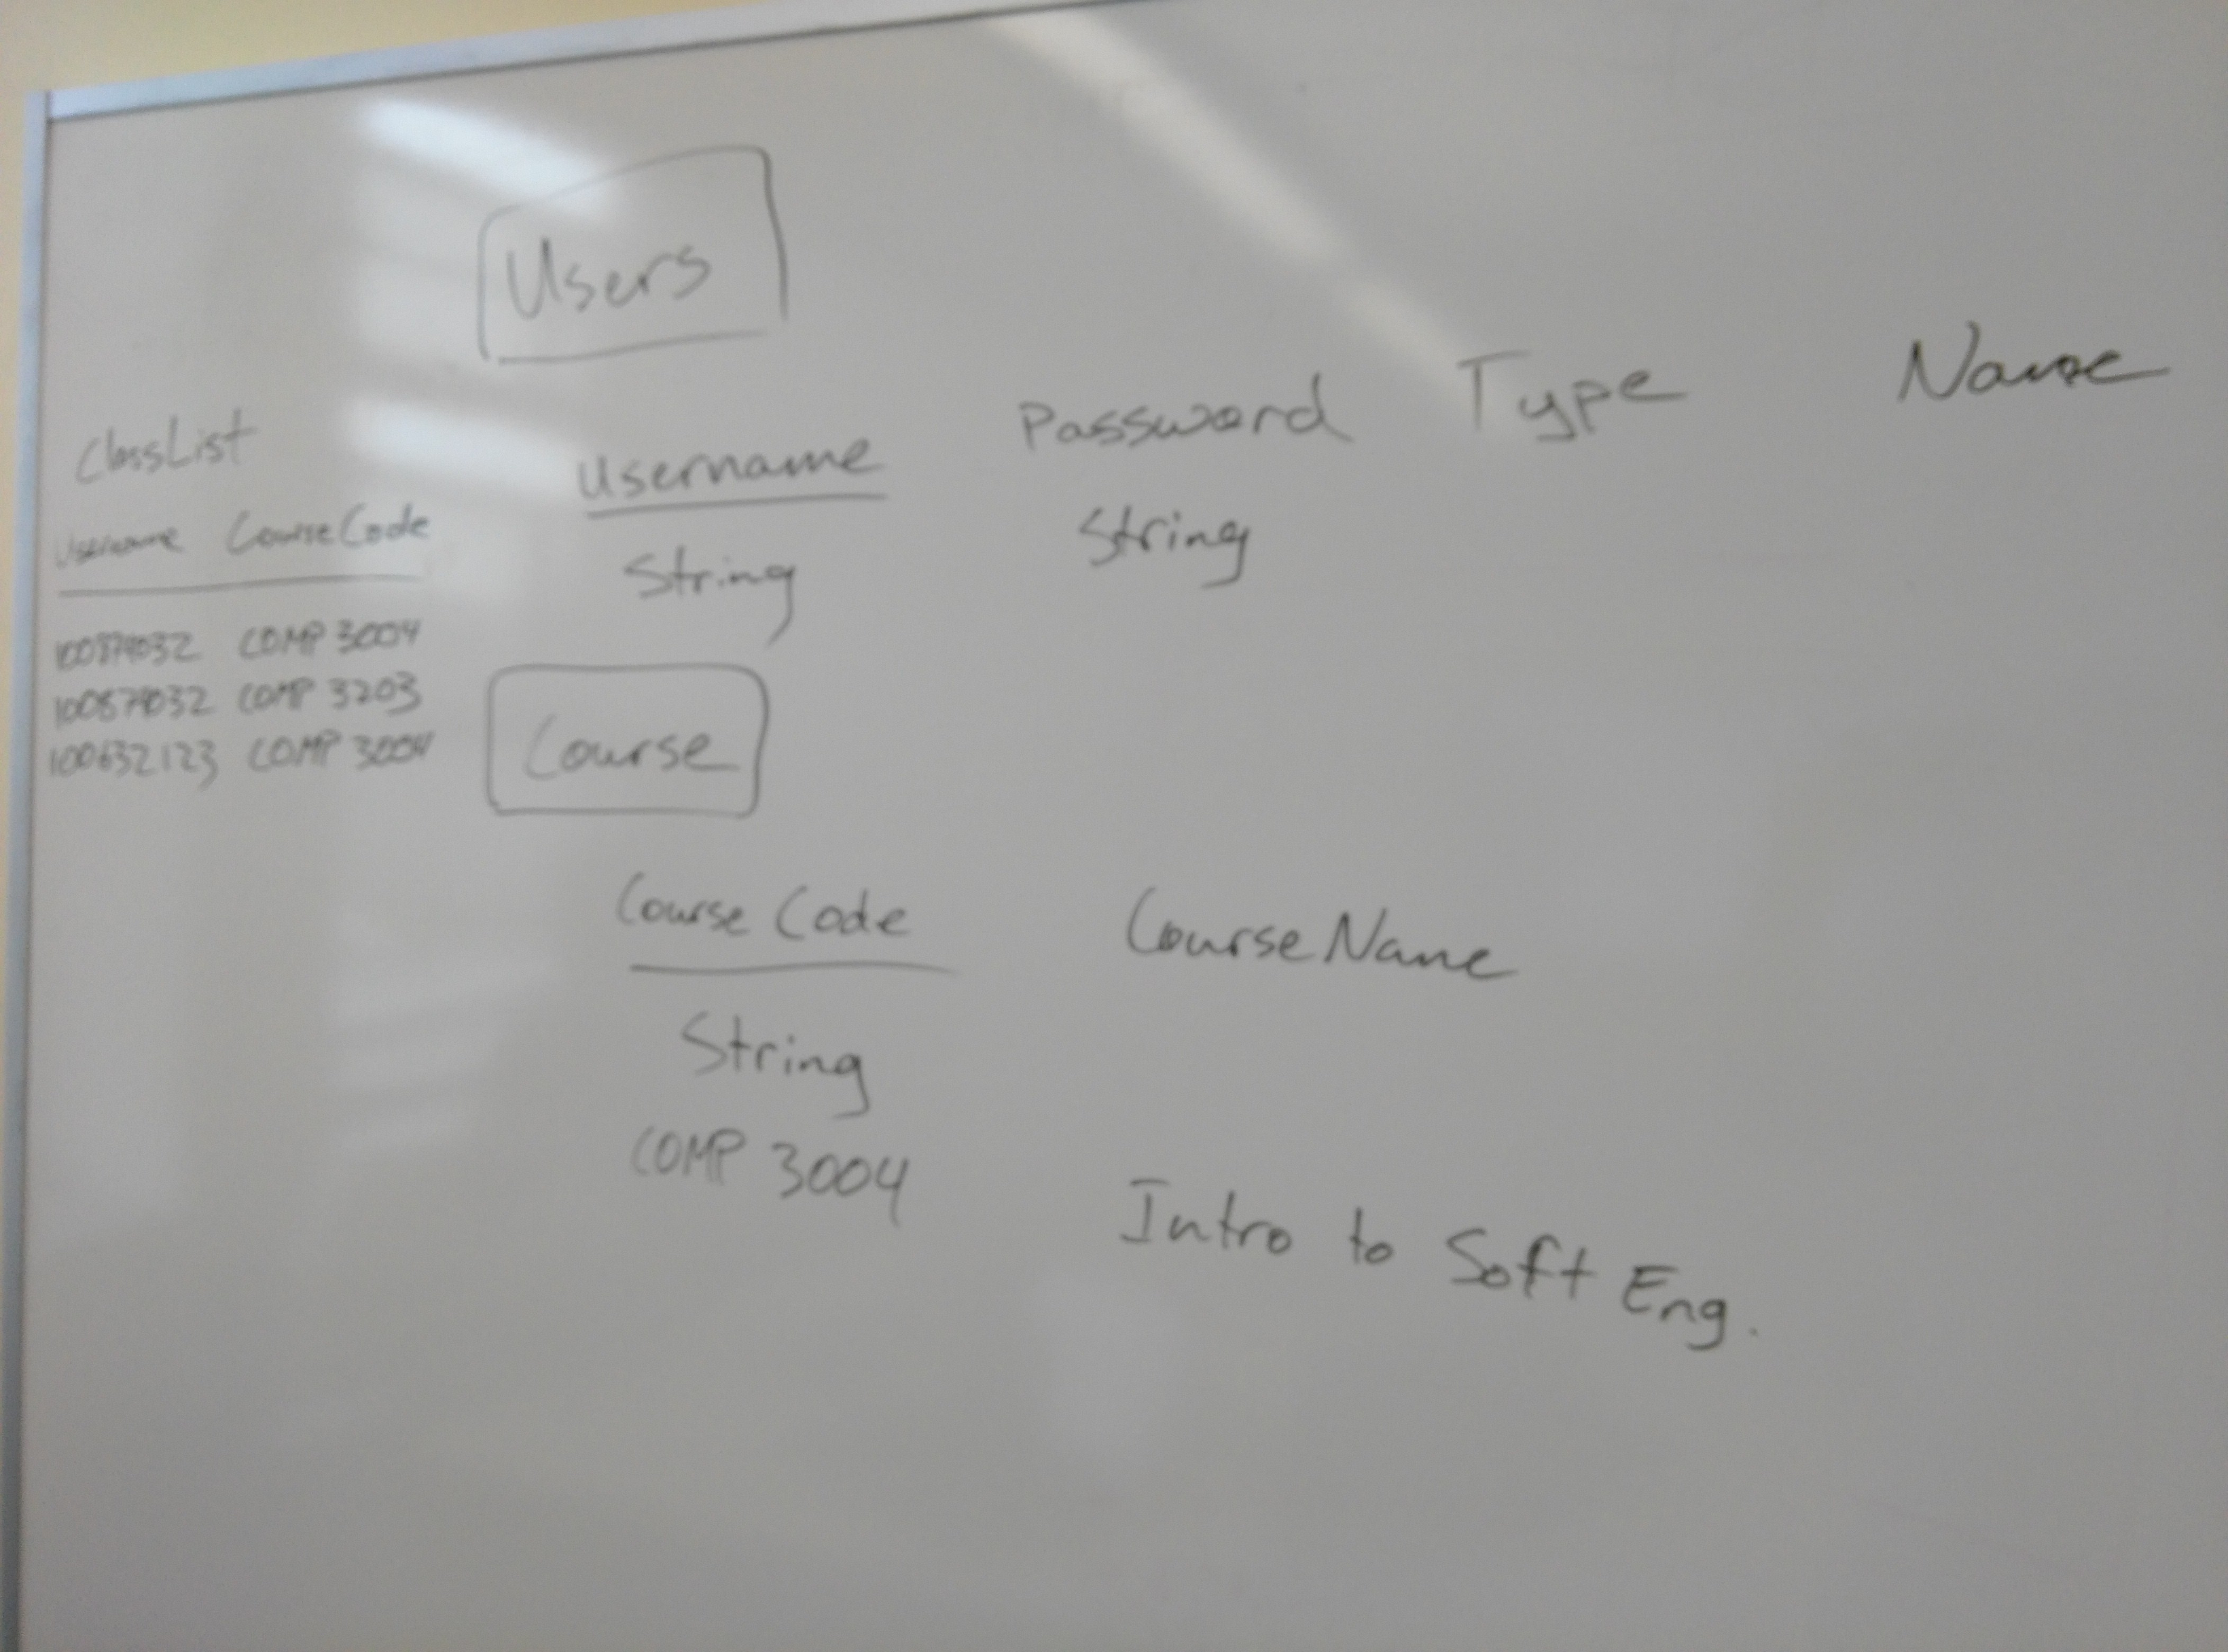 Users
Username Password Type Name
String String
ClassList
Username CourseCode
100874032 COMP 3004
100874032 COMP 3203
100632123 COMP 3004
Course
Course Code CourseName
String
COMP 3004 Intro to Soft Eng.